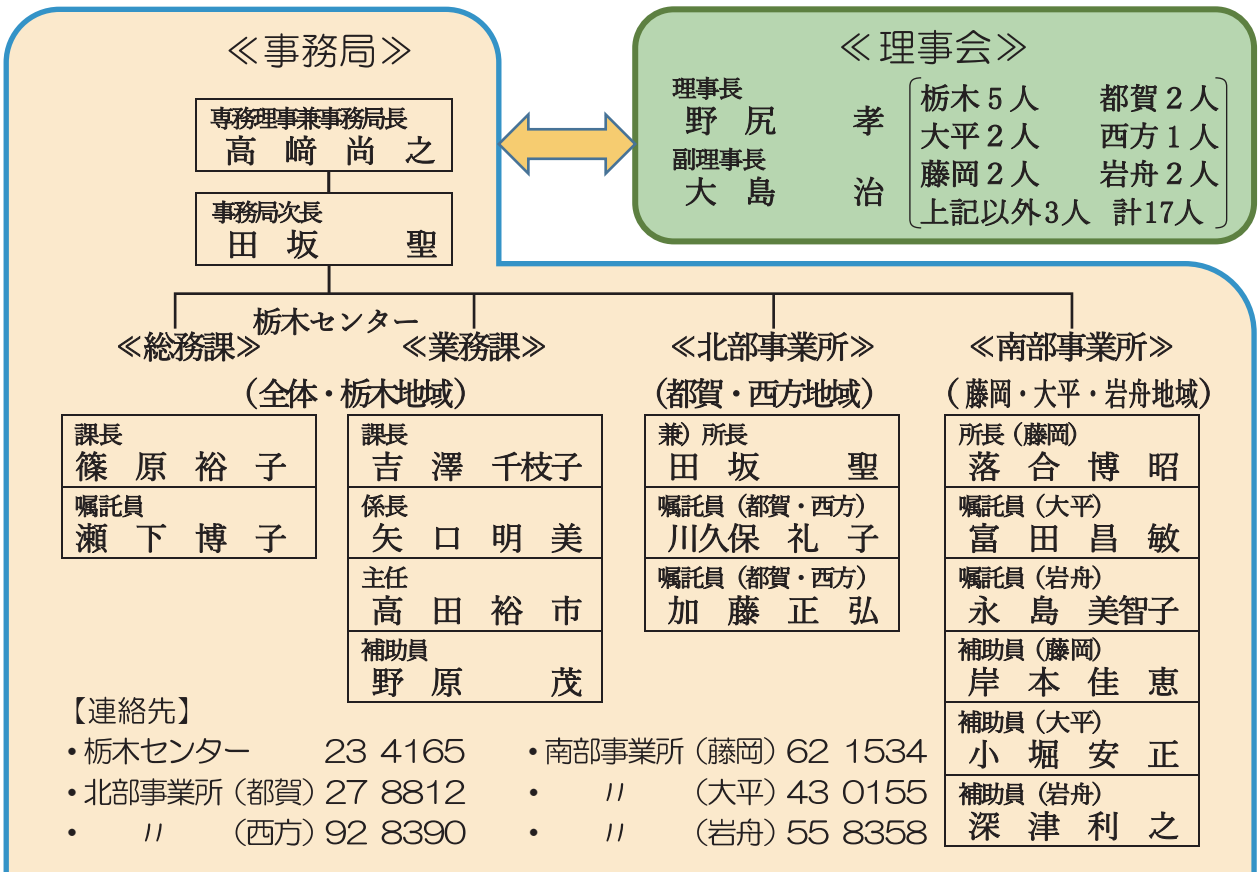 ≪事務局≫
専務理事兼事務局長
高﨑尚之
事務局次長
田坂聖
≪理事会≫
理事長
野尻孝
副理事長
大島治
栃木5人 都賀2人
大平2人 西方1人
藤岡2人 岩舟2人
上記以外3人 計17人
栃木センター
≪総務課≫ ≪業務課≫ ≪北部事業所≫ ≪南部事業所≫
(全体・栃木地域) (都賀・西方地域) (藤岡・大平・岩舟地域)
課長
篠原裕子
嘱託員
瀬下博子
課長
吉澤千枝子
係長
矢口明美
主任
高田裕市
補助員
野原茂
兼)所長
田坂聖
嘱託員(都賀・西方)
川久保礼子
嘱託員(都賀・西方)
加藤正弘
所長(藤岡)
落合博昭
嘱託員(大平)
富田昌敏
嘱託員(岩舟)
永島美智子
補助員(藤岡)
岸本佳恵
補助員(大平)
小堀安正
補助員(岩舟)
深津利之
【連絡先】
・栃木センター 23 4165
・北部事業所(都賀)27 8812
・〃(西方)92 8390
・南部事業所(藤岡)62 1534
・〃(大平)43 0155
・〃(岩舟)55 8358